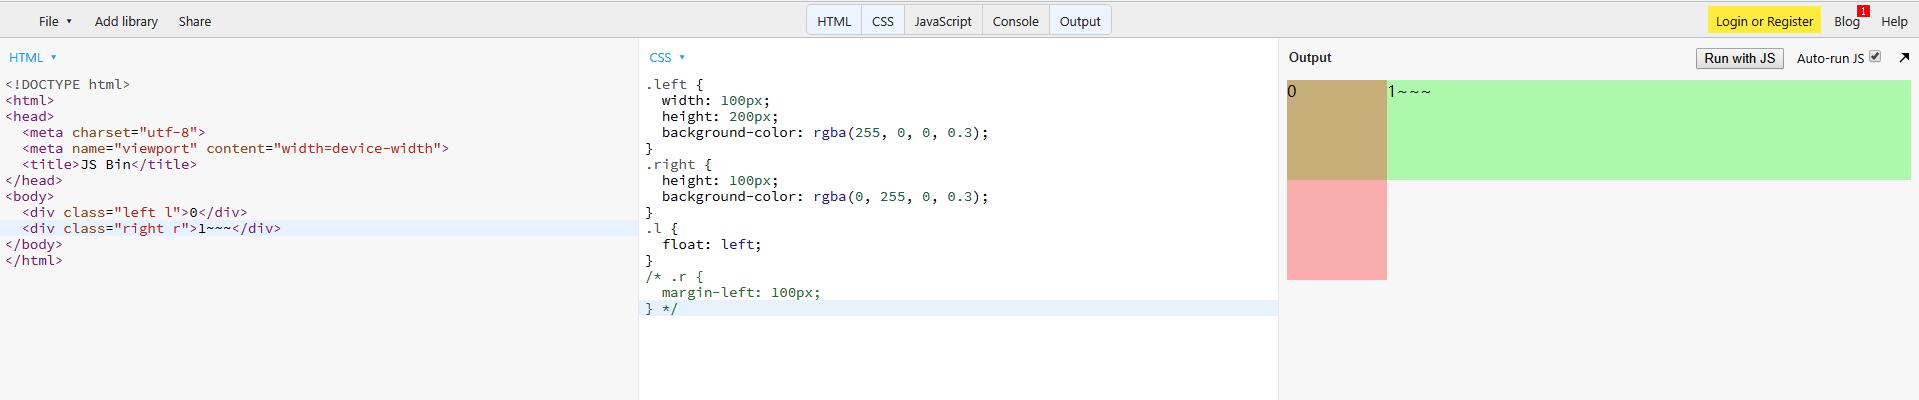 File ▼ Add library Share HTML CSS JavaScript Console Output Login or Register Blog 1 Help
HTML ▼
<!DOCTYPE html>
<html>
<head>
  <meta charset="utf-8">
  <meta name="viewport" content="width=device-width">
  <title>JS Bin</title>
</head>
<body>
  <div class="left l">0</div>
  <div class="right r">1~~~</div>
</body>
</html>
CSS ▼
.left {
  width: 100px;
  height: 200px;
  background-color: rgba(255, 0, 0, 0.3);
}
.right {
  height: 100px;
  background-color: rgba(0, 255, 0, 0.3);
}
.l {
  float: left;
}
/* .r {
  margin-left: 100px;
} */
Output Run with JS Auto-run JS
0 1~~~